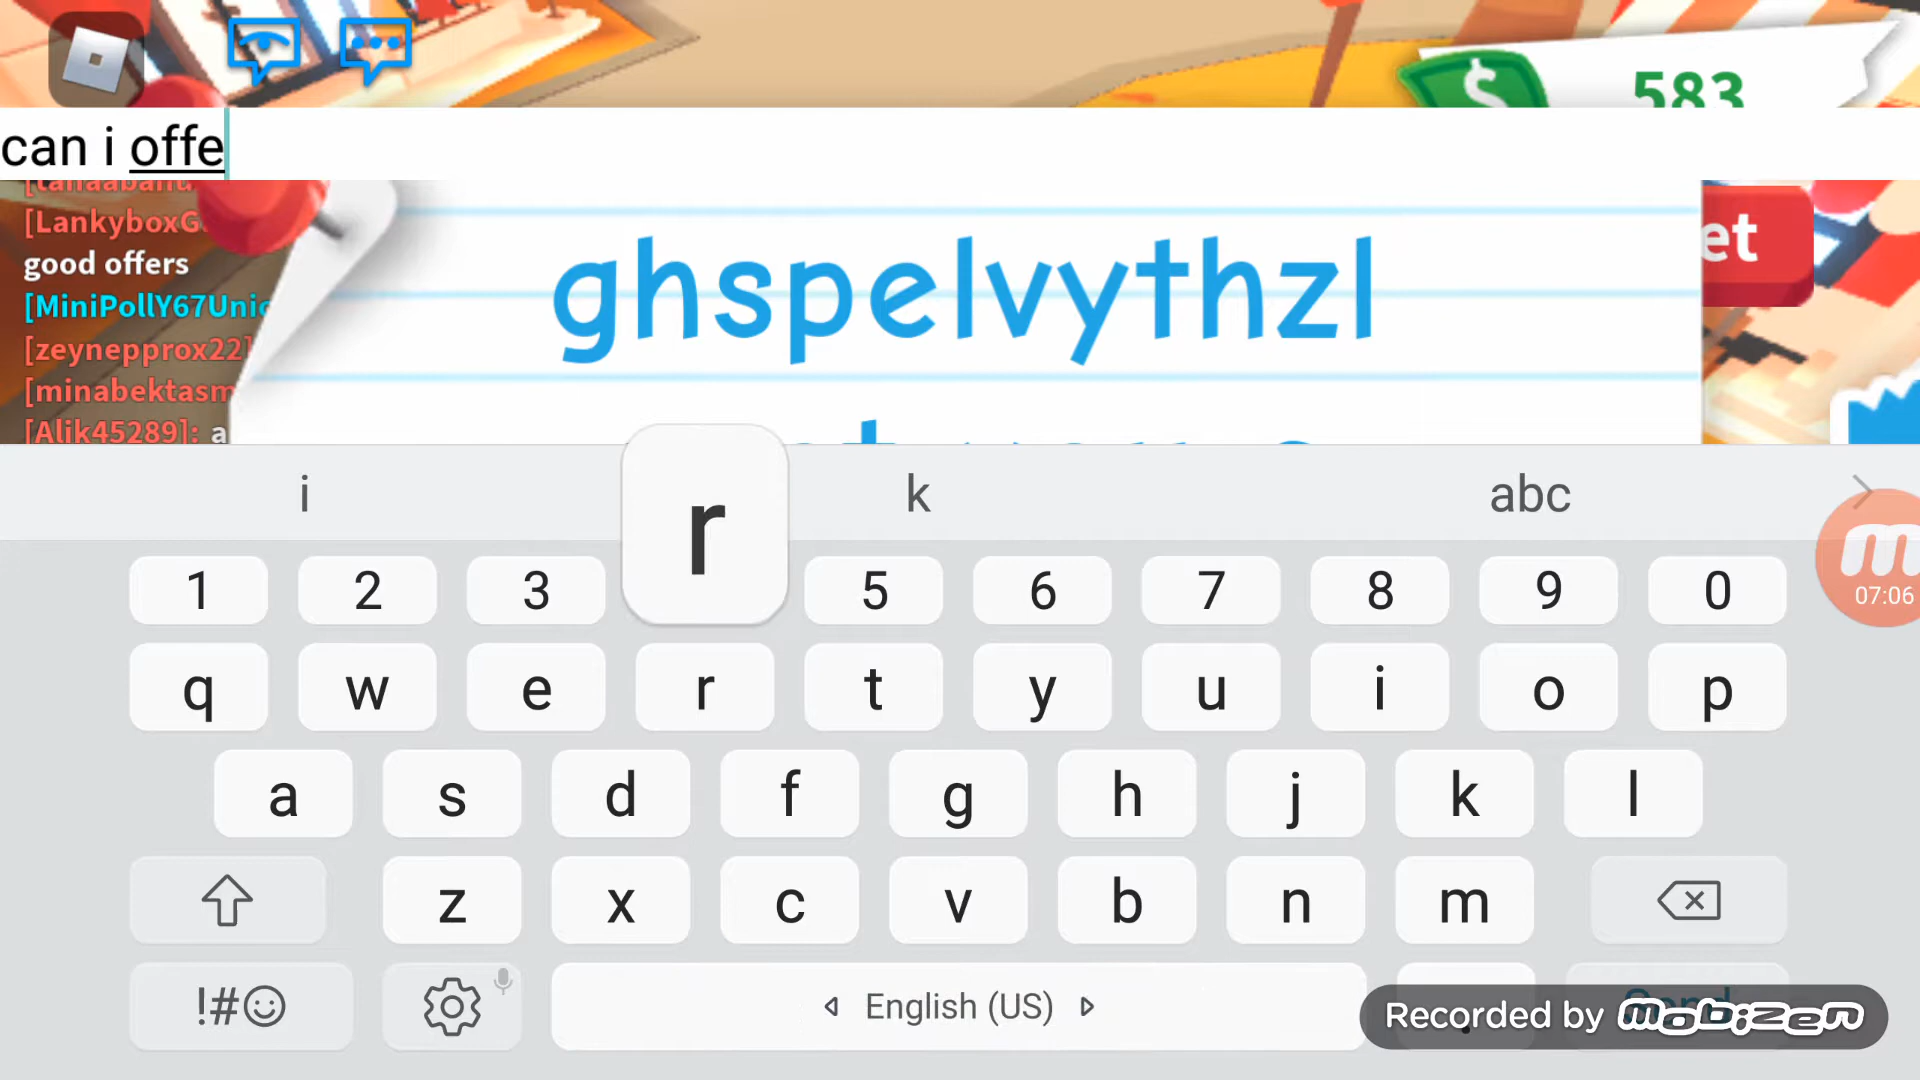 583
can i offe
[LankyboxG
good offers
[MiniPollY67Unic
[zeynepprox22]
[minabektasm
[Alik45289]: a
ghspelvythzl
et
i
k
abc
r
07:06
1 2 3 5 6 7 8 9 0
q w e r t y u i o p
a s d f g h j k l
z x c v b n m
!#
English (US)
Send
Recorded by mobizen